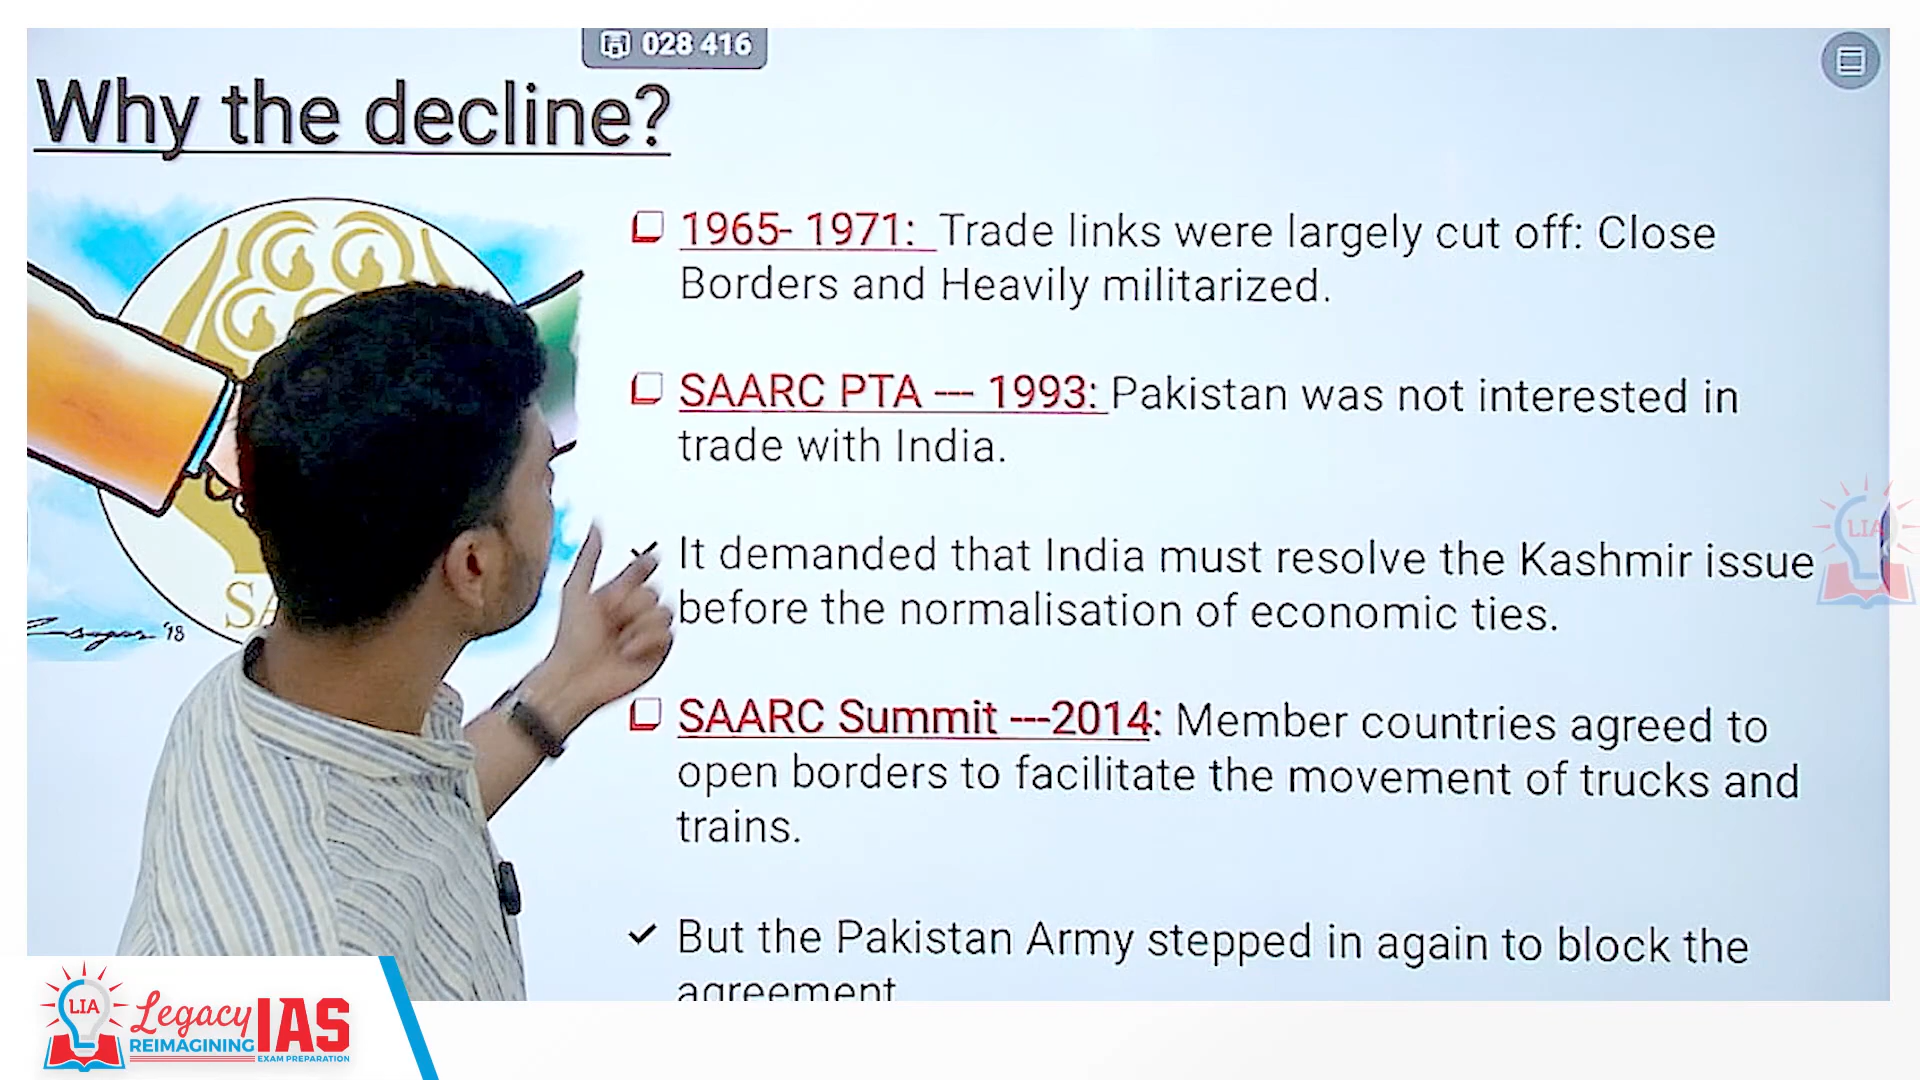 028 416
Why the decline?
1965- 1971: Trade links were largely cut off: Close
Borders and Heavily militarized.
SAARC PTA --- 1993: Pakistan was not interested in
trade with India.
It demanded that India must resolve the Kashmir issue
before the normalisation of economic ties.
SAARC Summit ---2014: Member countries agreed to
open borders to facilitate the movement of trucks and
trains.
But the Pakistan Army stepped in again to block the
agreement
SA
'18
LIA
LIA
Legacy IAS
REIMAGINING
EXAM PREPARATION